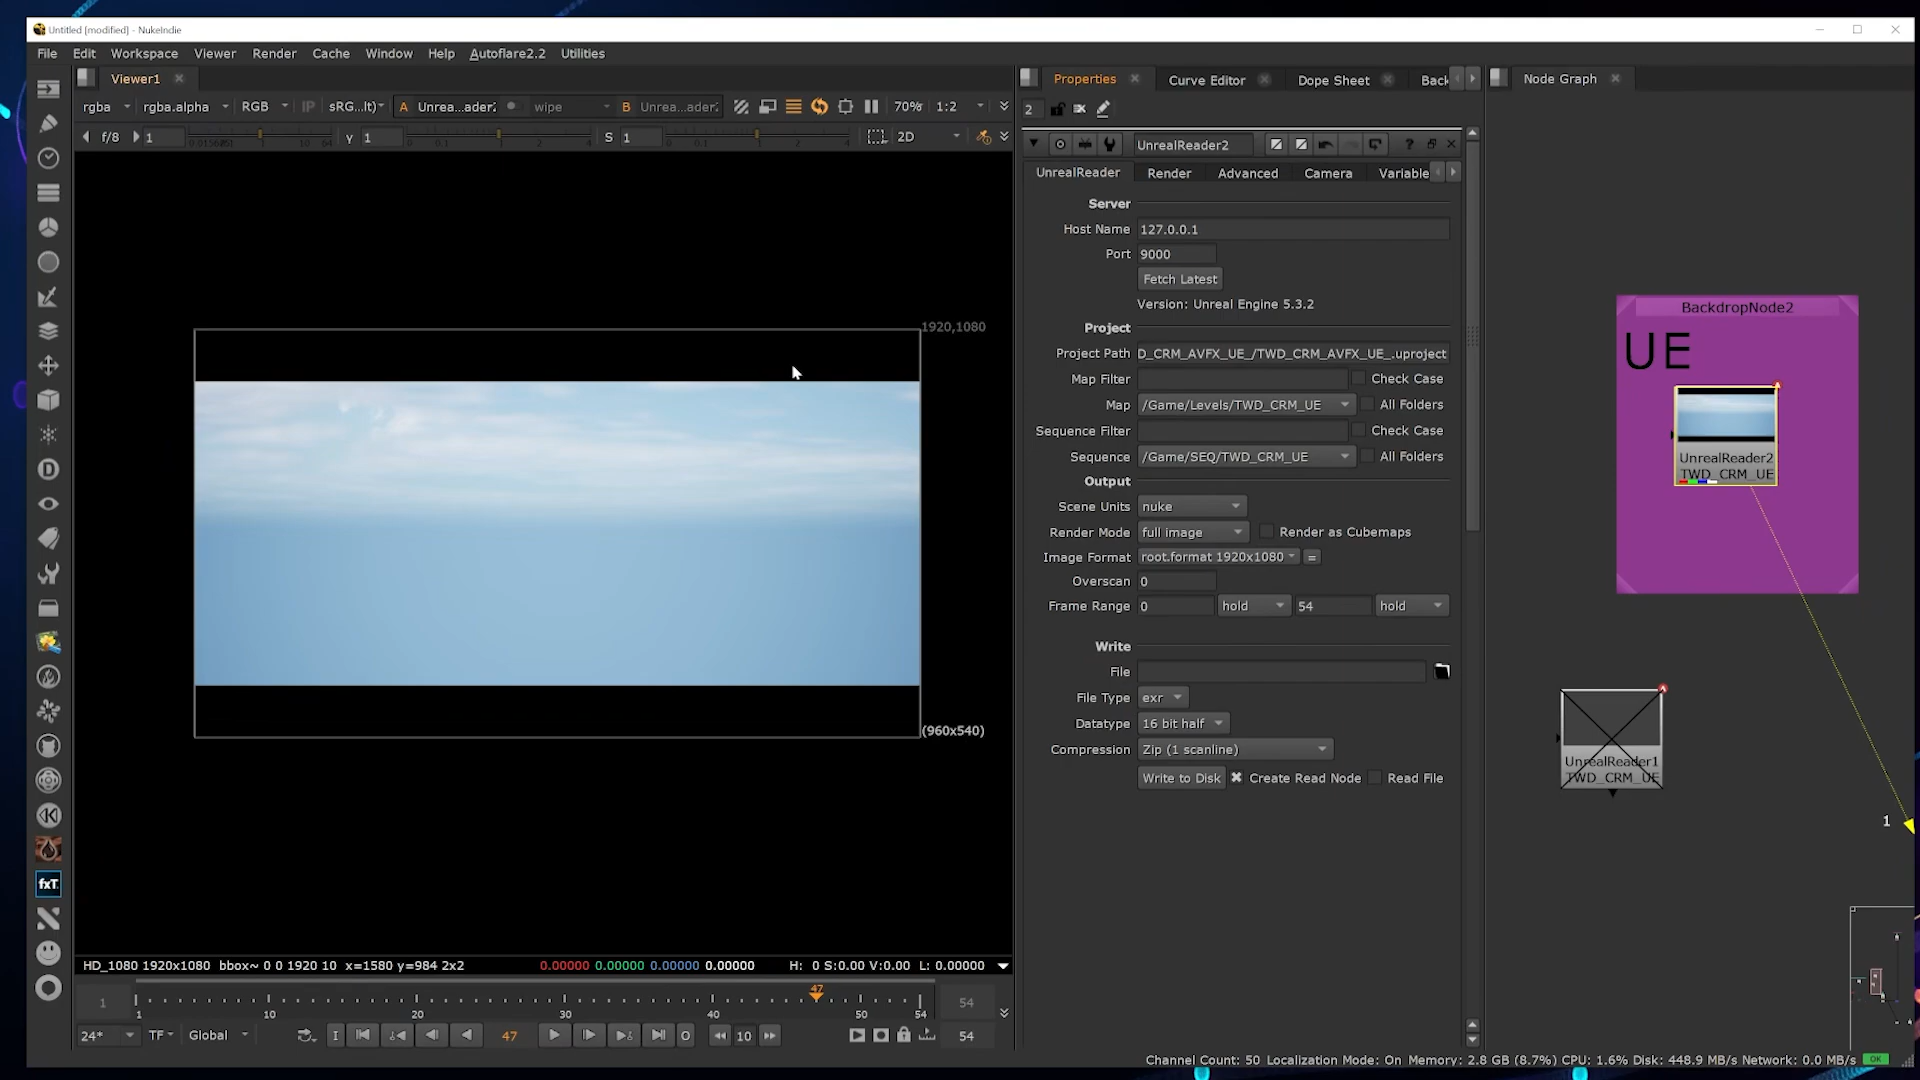 Untitled [modified] - NukeIndie
File Edit Workspace Viewer Render Cache Window Help Autoflare2.2 Utilities
Viewer1
rgba rgba.alpha RGB IP sRG...lt) A Unrea...ader: wipe B Unrea...ader: 70% 1:2
f/8 1 γ 1 S 1 2D
1920,1080
(960x540)
HD_1080 1920x1080 bbox~ 0 0 1920 10 x=1580 y=984 2x2 0.00000 0.00000 0.00000 0.00000 H: 0 S:0.00 V:0.00 L: 0.00000
1 47 54
1 10 20 30 40 50 54
24* TF Global I 47 O 10 54
Properties Curve Editor Dope Sheet Back
2
UnrealReader2
UnrealReader Render Advanced Camera Variable
Server
Host Name 127.0.0.1
Port 9000
Fetch Latest
Version: Unreal Engine 5.3.2
Project
Project Path D_CRM_AVFX_UE_/TWD_CRM_AVFX_UE_.uproject
Map Filter Check Case
Map /Game/Levels/TWD_CRM_UE All Folders
Sequence Filter Check Case
Sequence /Game/SEQ/TWD_CRM_UE All Folders
Output
Scene Units nuke
Render Mode full image Render as Cubemaps
Image Format root.format 1920x1080 =
Overscan 0
Frame Range 0 hold 54 hold
Write
File
File Type exr
Datatype 16 bit half
Compression Zip (1 scanline)
Write to Disk Create Read Node Read File
Node Graph
BackdropNode2
UE
UnrealReader2
TWD_CRM_UE
UnrealReader1
TWD_CRM_UE
1
fxT
Channel Count: 50 Localization Mode: On Memory: 2.8 GB (8.7%) CPU: 1.6% Disk: 448.9 MB/s Network: 0.0 MB/s OK